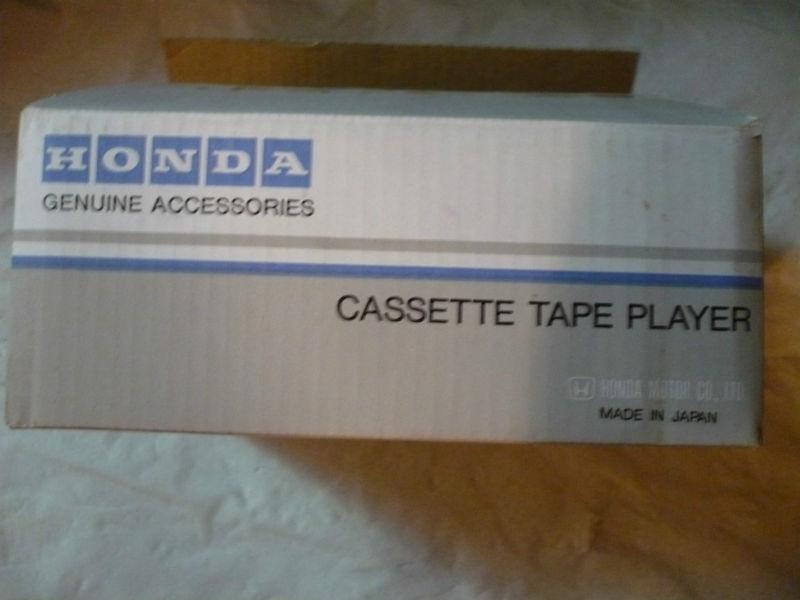 HONDA
GENUINE ACCESSORIES
CASSETTE TAPE PLAYER
HONDA MOTOR CO., LTD.
MADE IN JAPAN